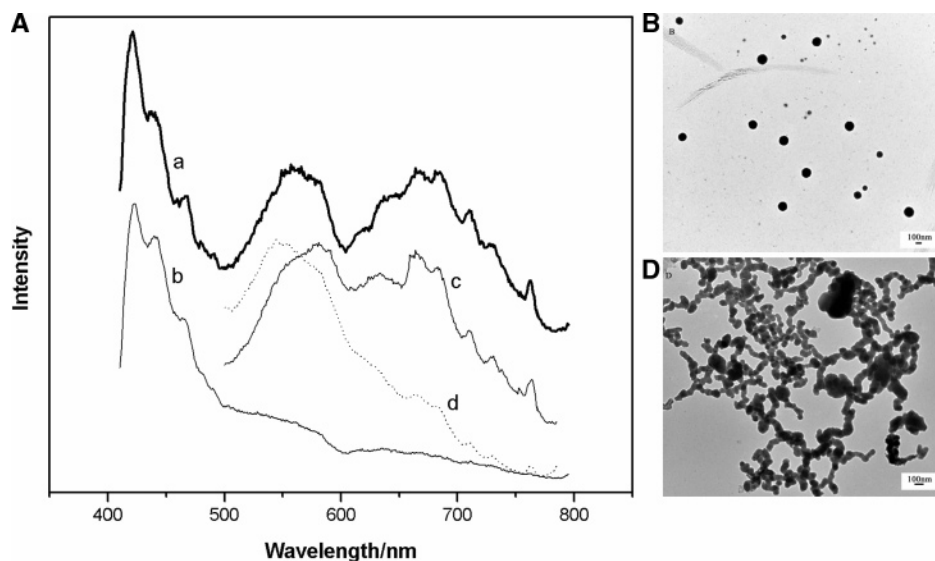 A
B
B
100nm
D
D
100nm
a
b
c
d
Intensity
400
500
600
700
800
Wavelength/nm